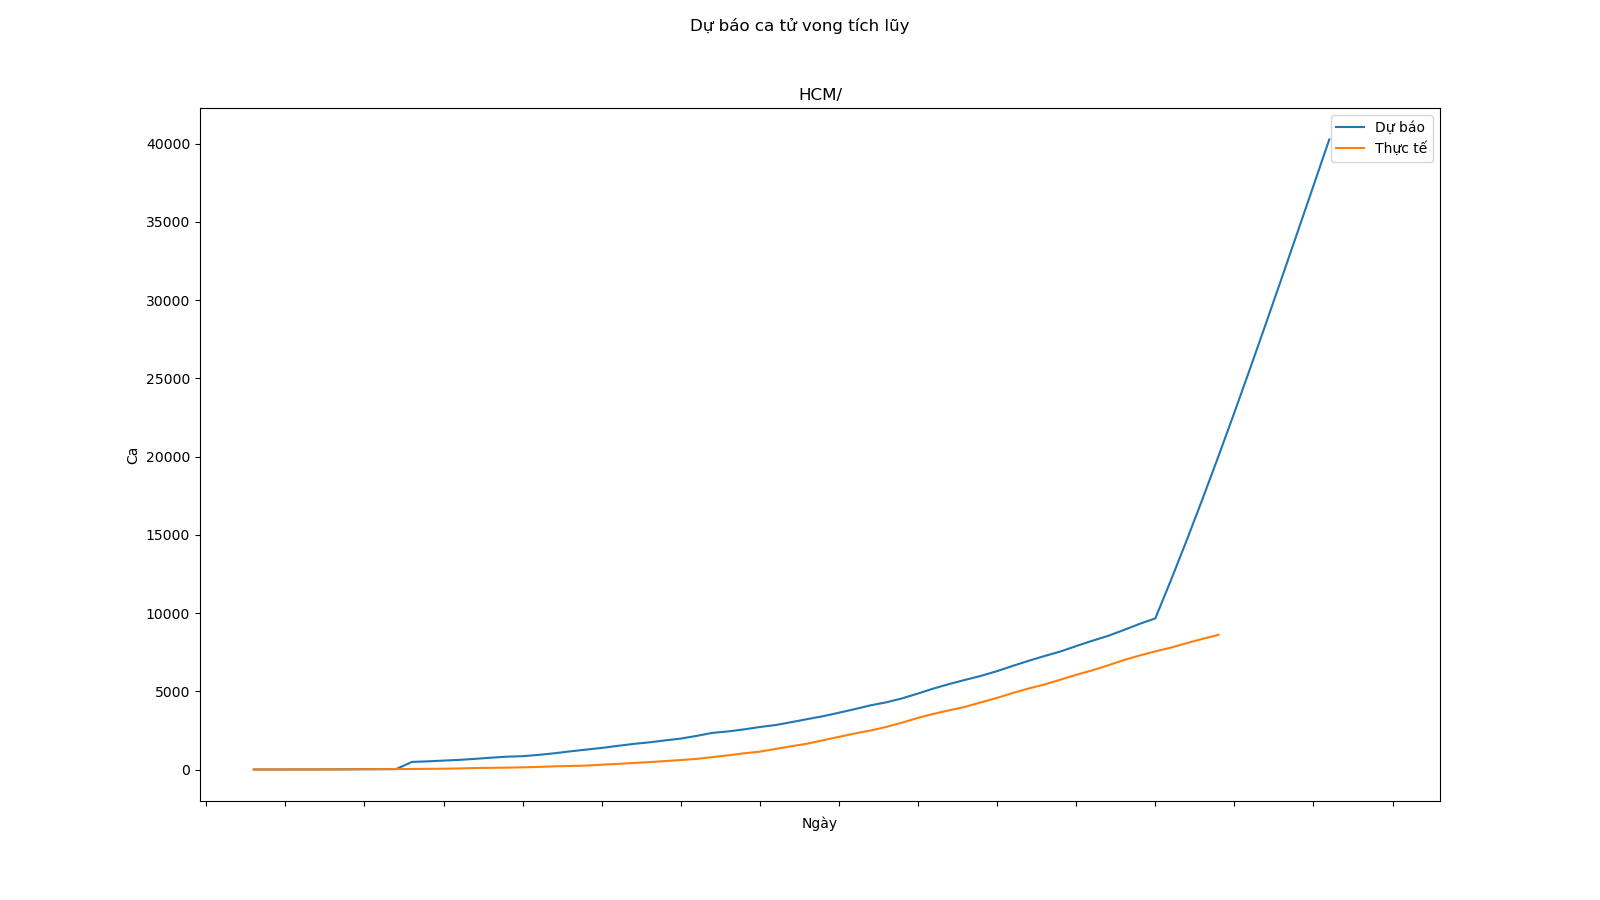 Dự báo ca tử vong tích lũy
HCM/
Dự báo
Thực tế
40000
35000
30000
25000
20000
15000
10000
5000
0
Ca
Ngày